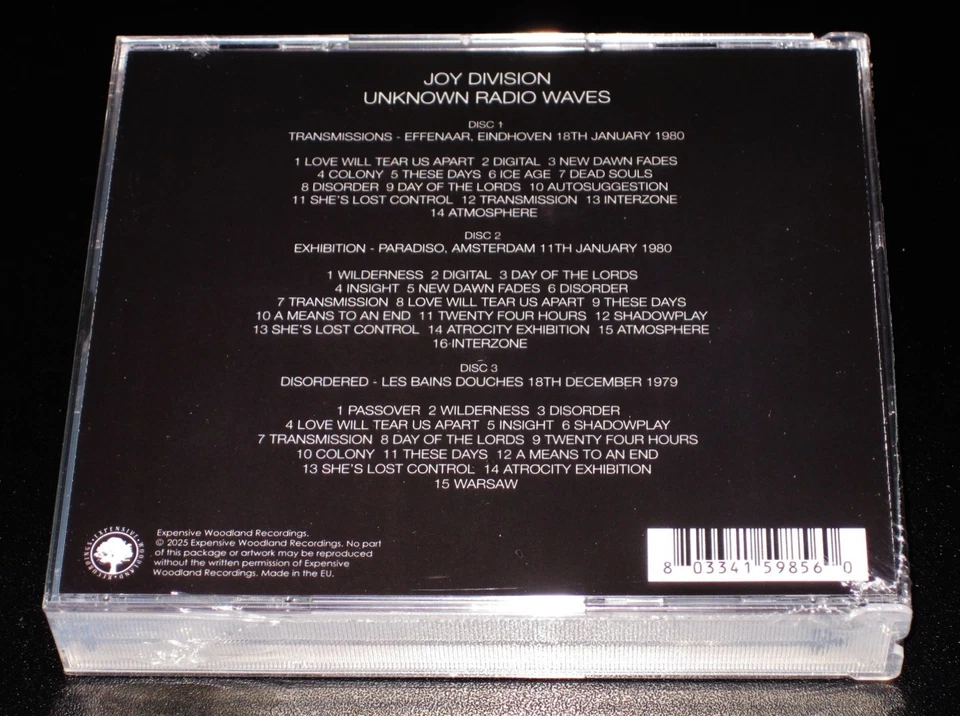 JOY DIVISION
UNKNOWN RADIO WAVES
DISC 1
TRANSMISSIONS - EFFENAAR, EINDHOVEN 18TH JANUARY 1980
1 LOVE WILL TEAR US APART 2 DIGITAL 3 NEW DAWN FADES
4 COLONY 5 THESE DAYS 6 ICE AGE 7 DEAD SOULS
8 DISORDER 9 DAY OF THE LORDS 10 AUTOSUGGESTION
11 SHE'S LOST CONTROL 12 TRANSMISSION 13 INTERZONE
14 ATMOSPHERE
DISC 2
EXHIBITION - PARADISO, AMSTERDAM 11TH JANUARY 1980
1 WILDERNESS 2 DIGITAL 3 DAY OF THE LORDS
4 INSIGHT 5 NEW DAWN FADES 6 DISORDER
7 TRANSMISSION 8 LOVE WILL TEAR US APART 9 THESE DAYS
10 A MEANS TO AN END 11 TWENTY FOUR HOURS 12 SHADOWPLAY
13 SHE'S LOST CONTROL 14 ATROCITY EXHIBITION 15 ATMOSPHERE
16 INTERZONE
DISC 3
DISORDERED - LES BAINS DOUCHES 18TH DECEMBER 1979
1 PASSOVER 2 WILDERNESS 3 DISORDER
4 LOVE WILL TEAR US APART 5 INSIGHT 6 SHADOWPLAY
7 TRANSMISSION 8 DAY OF THE LORDS 9 TWENTY FOUR HOURS
10 COLONY 11 THESE DAYS 12 A MEANS TO AN END
13 SHE'S LOST CONTROL 14 ATROCITY EXHIBITION
15 WARSAW
EXPENSIVE WOODLAND RECORDINGS
Expensive Woodland Recordings.
© 2025 Expensive Woodland Recordings. No part
of this package or artwork may be reproduced
without the written permission of Expensive
Woodland Recordings. Made in the EU.
8 03341 59856 0